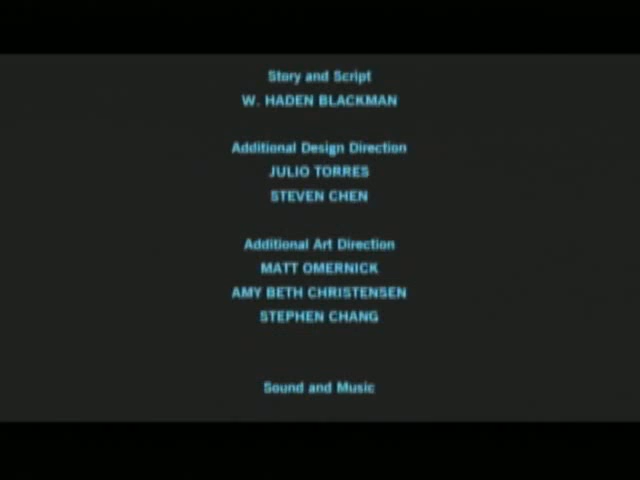 Story and Script
W. HADEN BLACKMAN
Additional Design Direction
JULIO TORRES
STEVEN CHEN
Additional Art Direction
MATT OMERNICK
AMY BETH CHRISTENSEN
STEPHEN CHANG
Sound and Music